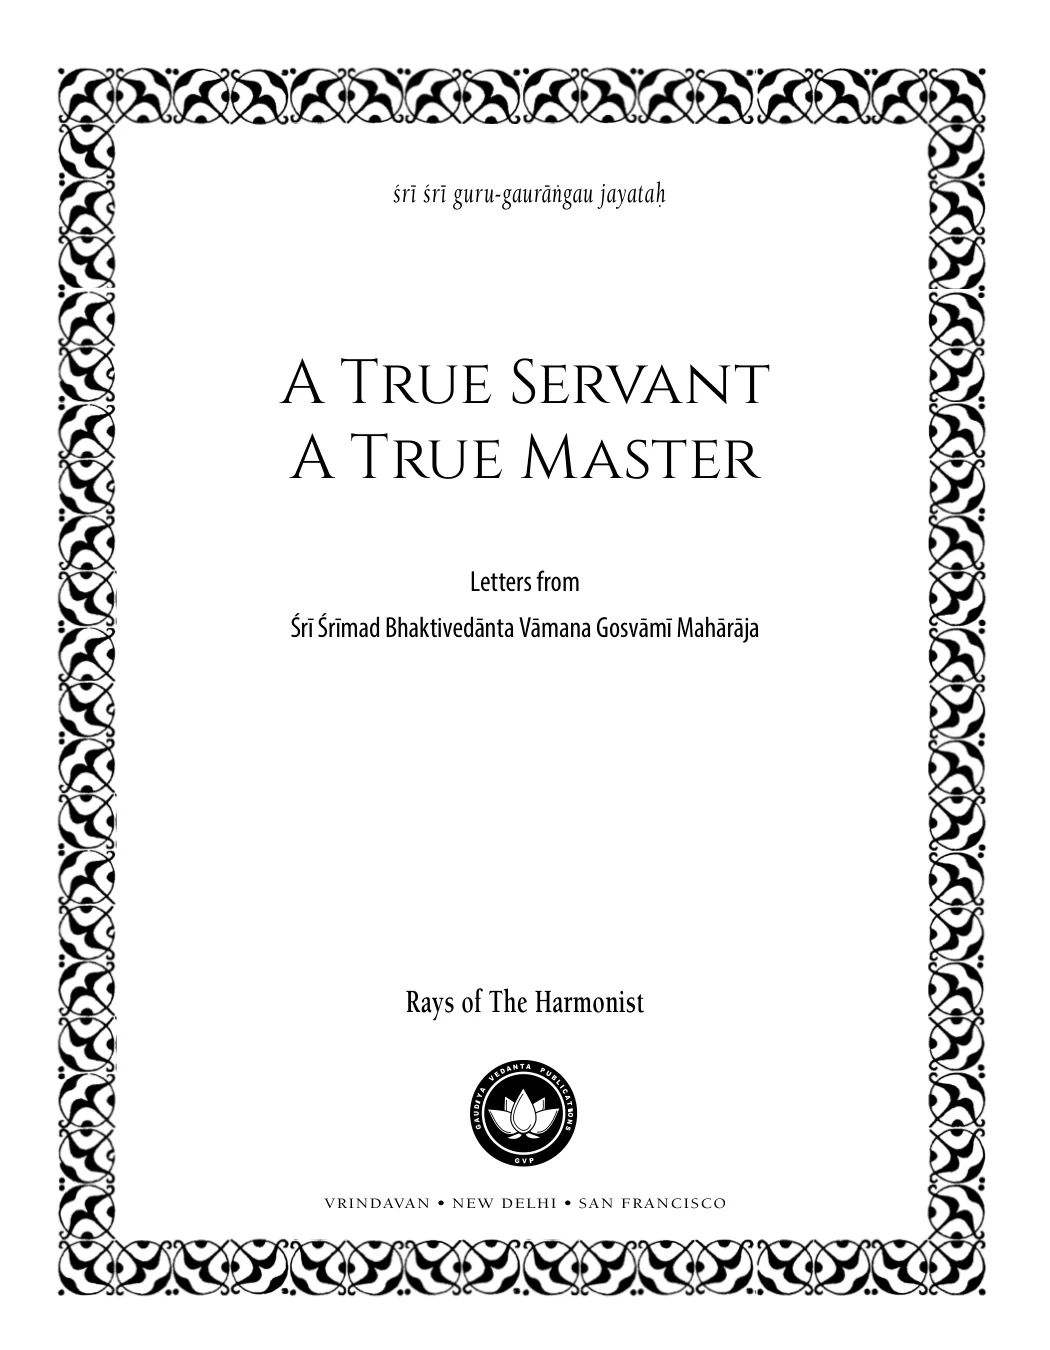 śrī śrī guru-gaurāṅgau jayataḥ
A True Servant
A True Master
Letters from
Śrī Śrīmad Bhaktivedānta Vāmana Gosvāmī Mahārāja
Rays of The Harmonist
GAUDIYA VEDANTA PUBLICATIONS
GVP
VRINDAVAN • NEW DELHI • SAN FRANCISCO